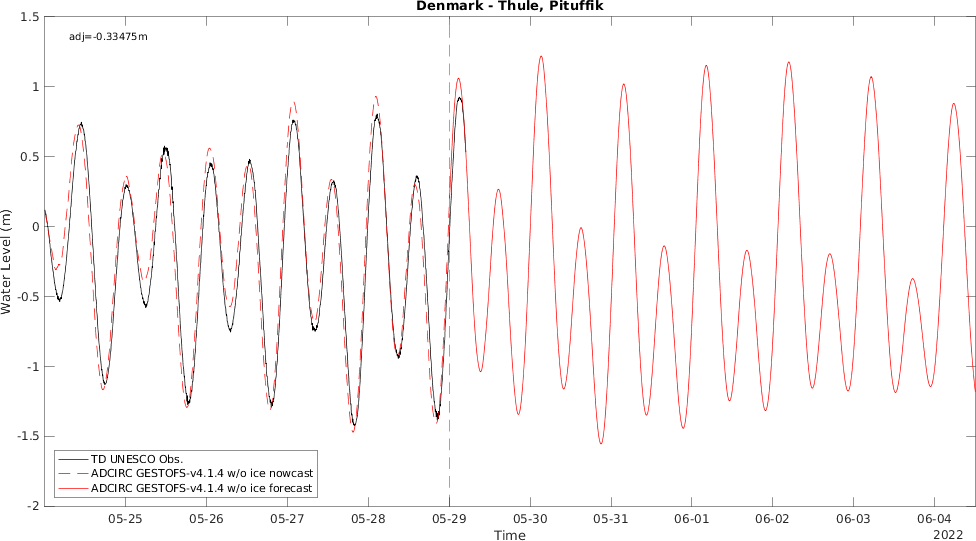 Denmark - Thule, Pituffik
1.5
adj=-0.33475m
1
0.5
0
-0.5
-1
-1.5
-2
Water Level (m)
TD UNESCO Obs.
ADCIRC GESTOFS-v4.1.4 w/o ice nowcast
ADCIRC GESTOFS-v4.1.4 w/o ice forecast
05-25 05-26 05-27 05-28 05-29 05-30 05-31 06-01 06-02 06-03 06-04
Time
2022